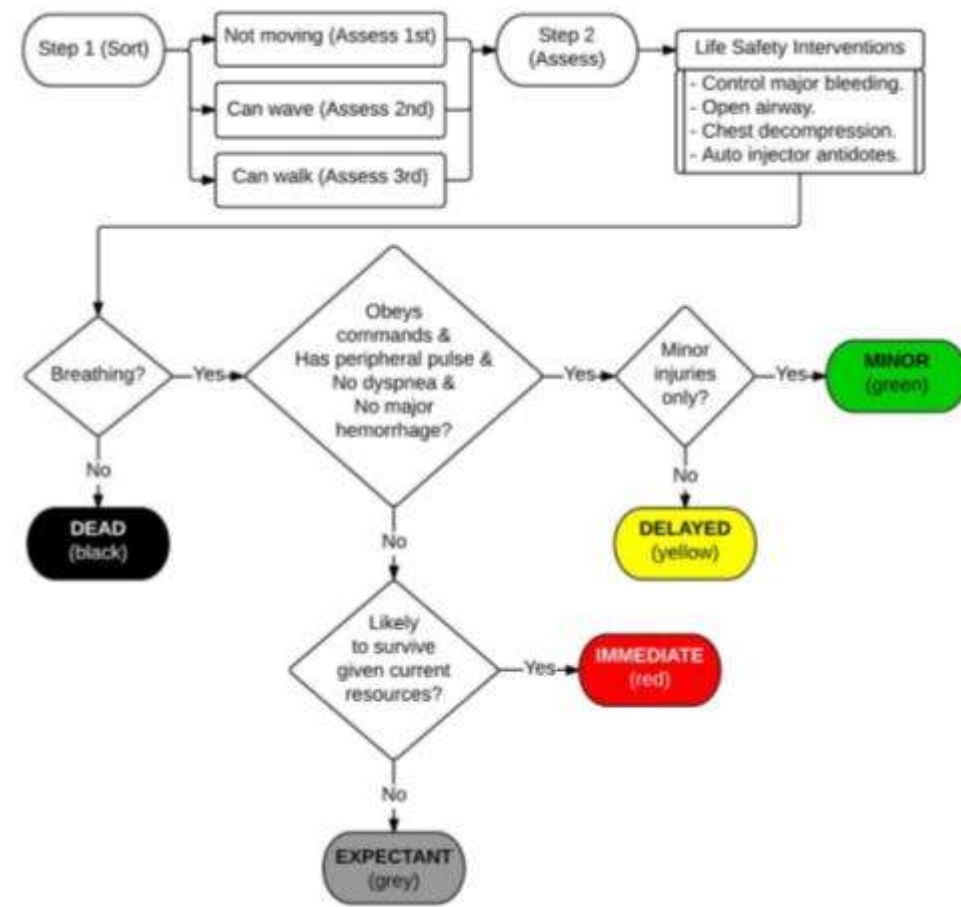 Step 1 (Sort)
Not moving (Assess 1st)
Can wave (Assess 2nd)
Can walk (Assess 3rd)
Step 2
(Assess)
Life Safety Interventions
- Control major bleeding.
- Open airway.
- Chest decompression.
- Auto injector antidotes.
Breathing?
Yes
Obeys
commands &
Has peripheral pulse &
No dyspnea &
No major
hemorrhage?
Yes
Minor
injuries
only?
Yes
MINOR
(green)
No
DEAD
(black)
No
No
DELAYED
(yellow)
Likely
to survive
given current
resources?
Yes
IMMEDIATE
(red)
No
EXPECTANT
(grey)